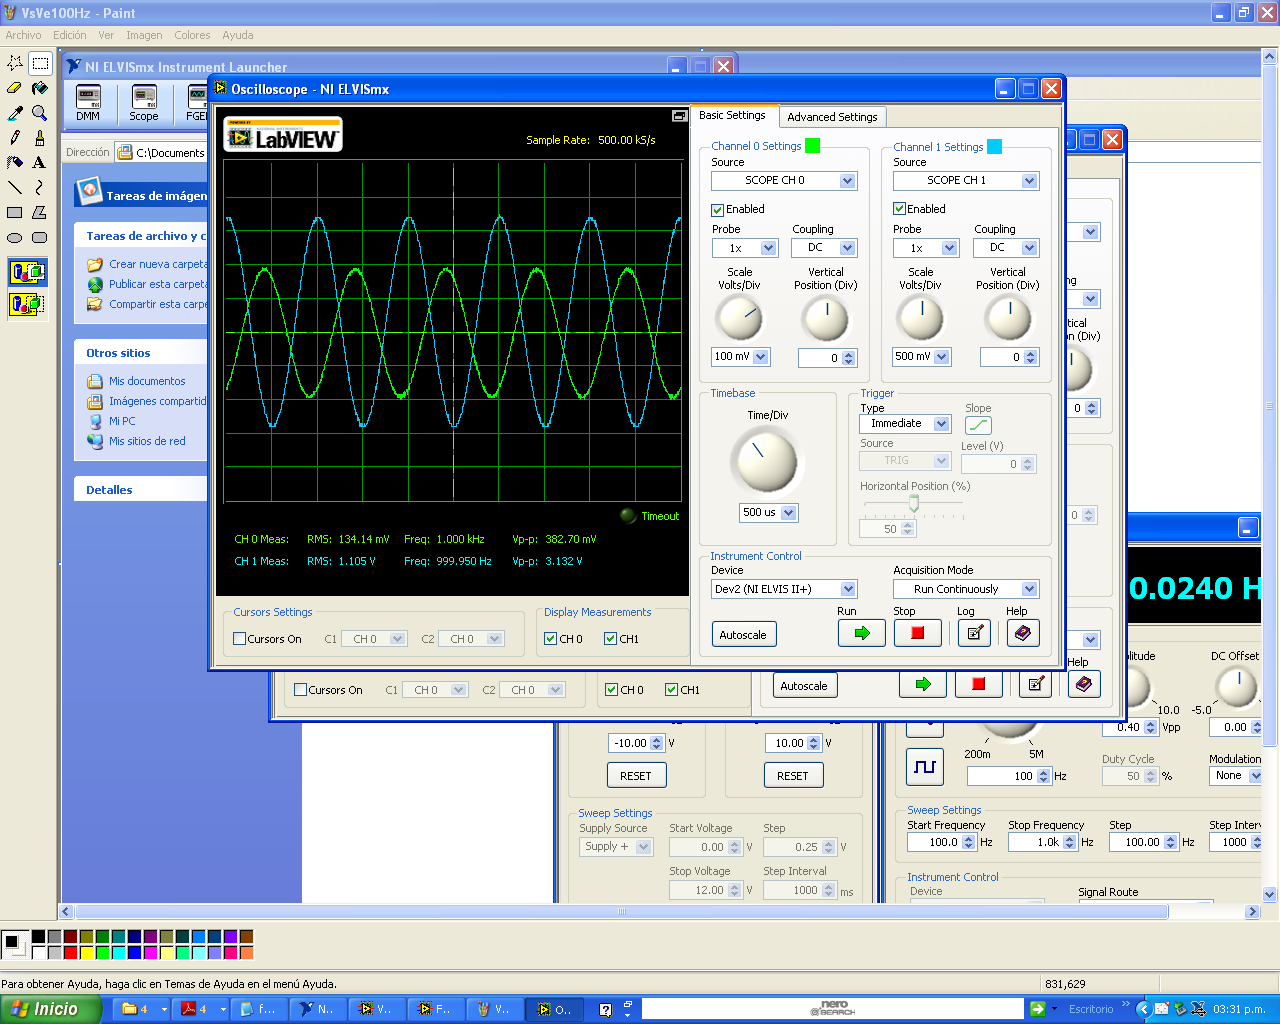 VsVe100Hz - Paint
Archivo Edición Ver Imagen Colores Ayuda
NI ELVISmx Instrument Launcher
DMM Scope FGEN
Dirección C:\Documents
Tareas de imágen
Tareas de archivo y c
Crear nueva carpeta
Publicar esta carpeta
Compartir esta carpe
Otros sitios
Mis documentos
Imágenes compartid
Mi PC
Mis sitios de red
Detalles
Oscilloscope - NI ELVISmx
POWERED BY
NATIONAL INSTRUMENTS
LabVIEW
Sample Rate: 500.00 kS/s
Timeout
CH 0 Meas: RMS: 134.14 mV Freq: 1.000 kHz Vp-p: 382.70 mV
CH 1 Meas: RMS: 1.105 V Freq: 999.950 Hz Vp-p: 3.132 V
Cursors Settings
Cursors On C1 CH 0 C2 CH 0
Display Measurements
CH 0 CH1
Basic Settings Advanced Settings
Channel 0 Settings Channel 1 Settings
Source Source
SCOPE CH 0 SCOPE CH 1
Enabled Enabled
Probe Coupling Probe Coupling
1x DC 1x DC
Scale Volts/Div Vertical Position (Div) Scale Volts/Div Vertical Position (Div)
100 mV 0 500 mV 0
Timebase
Time/Div
500 us
Trigger
Type Slope
Immediate
Source Level (V)
TRIG 0
Horizontal Position (%)
50
Instrument Control
Device Acquisition Mode
Dev2 (NI ELVIS II+) Run Continuously
Run Stop Log Help
Autoscale
ng
tical
n (Div)
0
0
0.0240 H
Help
Cursors On C1 CH 0 C2 CH 0 CH 0 CH1 Autoscale
-10.00 V 10.00 V
RESET RESET
Sweep Settings
Supply Source Start Voltage Step
Supply + 0.00 V 0.25 V
Stop Voltage Step Interval
12.00 V 1000 ms
plitude DC Offset
10.0 -5.0
0.40 Vpp 0.00
200m 5M
100 Hz
Duty Cycle Modulation
50 % None
Sweep Settings
Start Frequency Stop Frequency Step Step Interv
100.0 Hz 1.0k Hz 100.00 Hz 1000
Instrument Control
Device Signal Route
Para obtener Ayuda, haga clic en Temas de Ayuda en el menú Ayuda.
831,629
Inicio 4 4 f... N... V... F... V... O... nero SEARCH Escritorio 03:31 p.m.